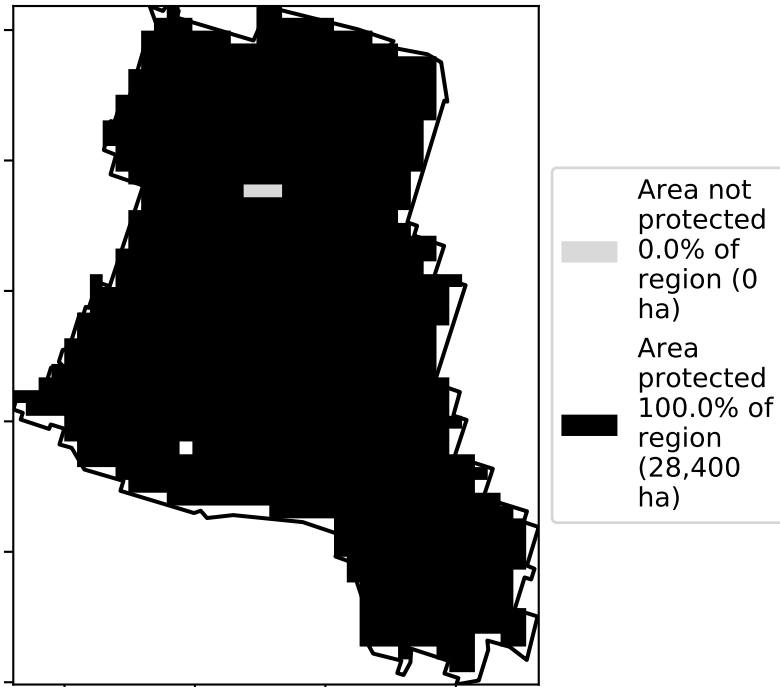 Area not
protected
0.0% of
region (0
ha)
Area
protected
100.0% of
region
(28,400
ha)